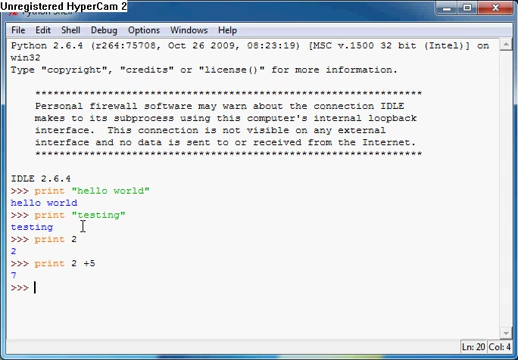 Unregistered HyperCam 2
File Edit Shell Debug Options Windows Help
Python 2.6.4 (r264:75708, Oct 26 2009, 08:23:19) [MSC v.1500 32 bit (Intel)] on
win32
Type "copyright", "credits" or "license()" for more information.
****************************************************************
Personal firewall software may warn about the connection IDLE
makes to its subprocess using this computer's internal loopback
interface.  This connection is not visible on any external
interface and no data is sent to or received from the Internet.
****************************************************************
IDLE 2.6.4
>>> print "hello world"
hello world
>>> print "testing"
testing
>>> print 2
2
>>> print 2 +5
7
>>>
Ln: 20 Col: 4